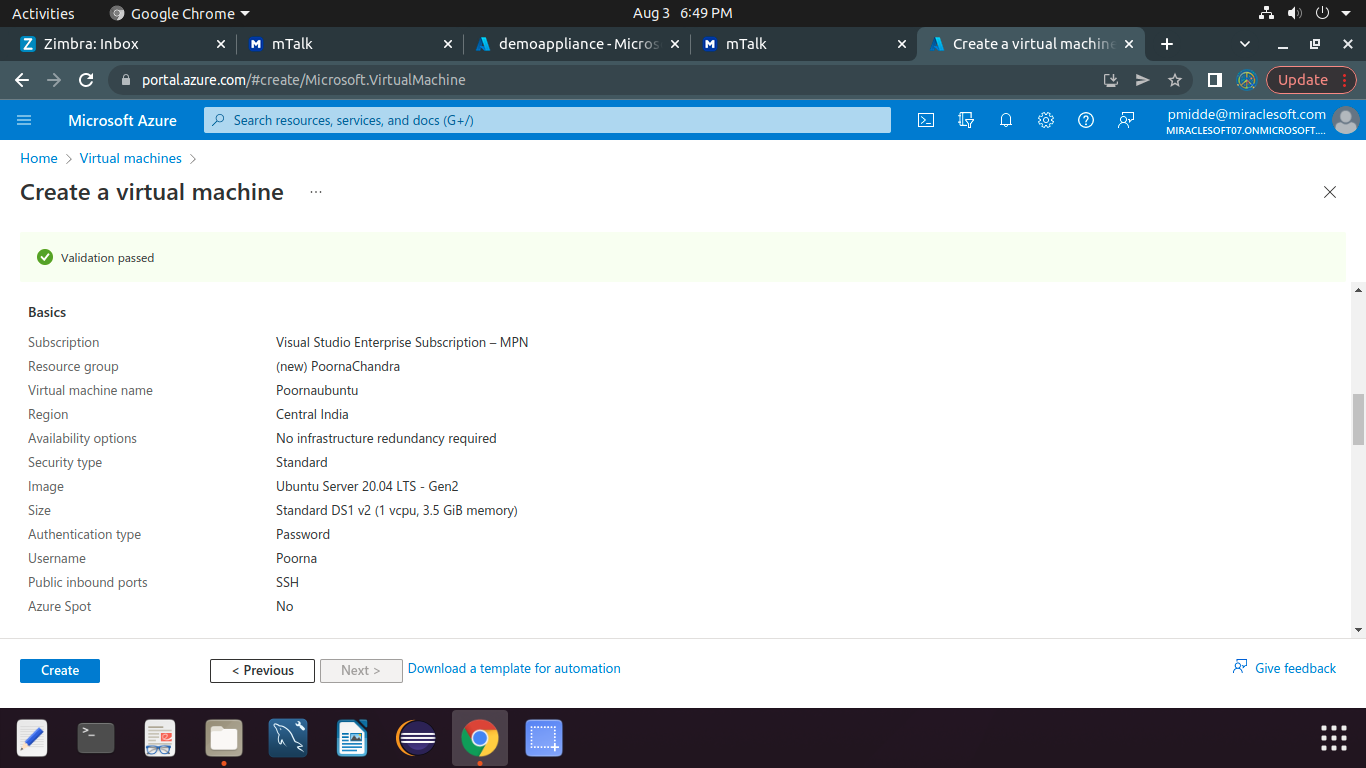 Activities Google Chrome Aug 3 6:49 PM
Zimbra: Inbox mTalk demoappliance - Micros mTalk Create a virtual machine
portal.azure.com/#create/Microsoft.VirtualMachine Update
Microsoft Azure Search resources, services, and docs (G+/) pmidde@miraclesoft.com
MIRACLESOFT07.ONMICROSOFT....
Home > Virtual machines >
Create a virtual machine ...
Validation passed
Basics
Subscription Visual Studio Enterprise Subscription – MPN
Resource group (new) PoornaChandra
Virtual machine name Poornaubuntu
Region Central India
Availability options No infrastructure redundancy required
Security type Standard
Image Ubuntu Server 20.04 LTS - Gen2
Size Standard DS1 v2 (1 vcpu, 3.5 GiB memory)
Authentication type Password
Username Poorna
Public inbound ports SSH
Azure Spot No
Create < Previous Next > Download a template for automation Give feedback